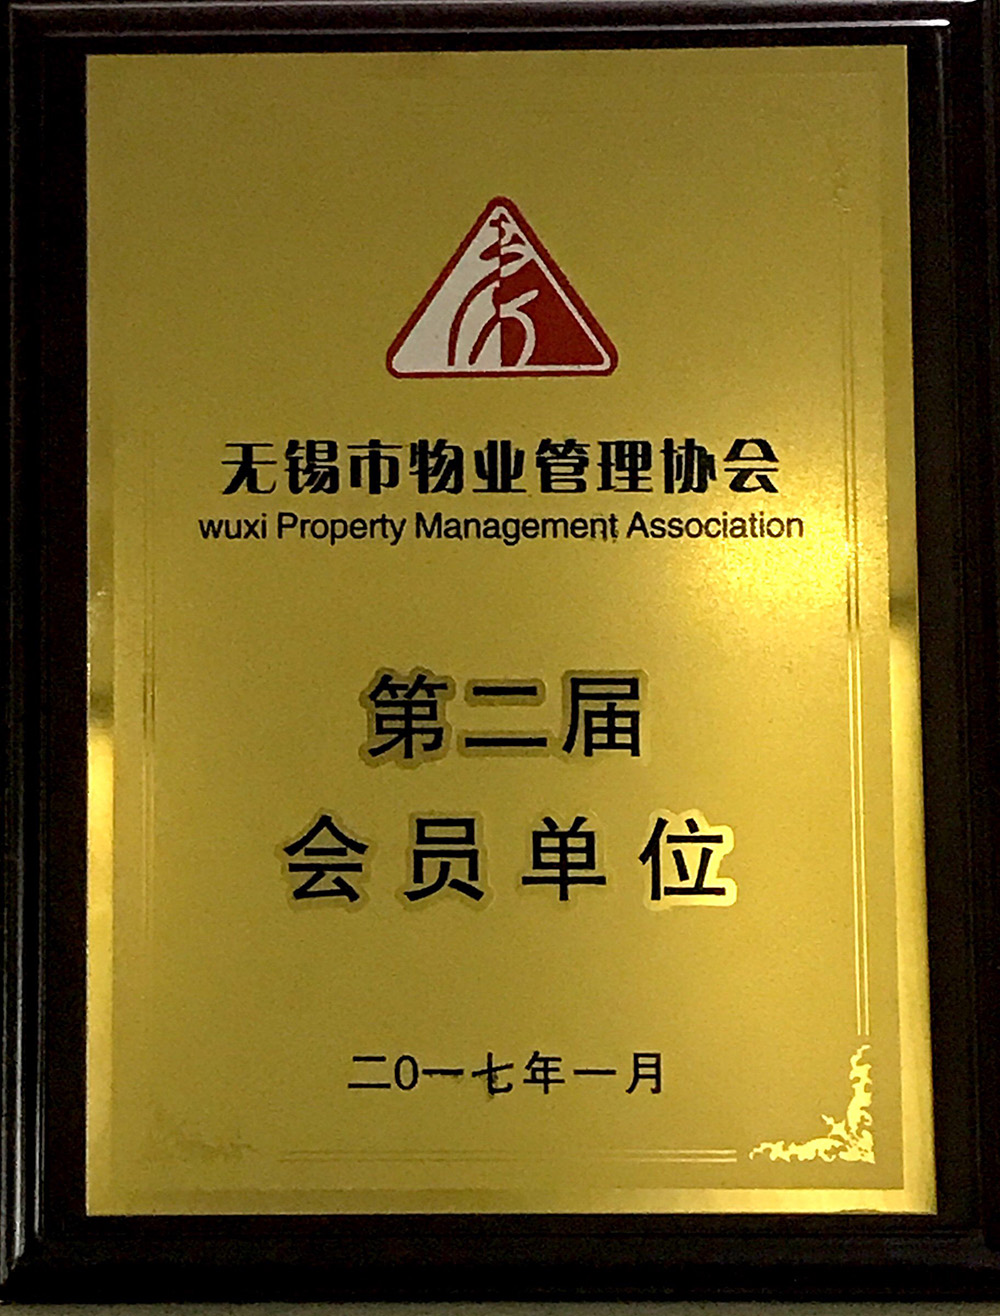 无锡市物业管理协会
wuxi Property Management Association
第二届
会员单位
二0一七年一月